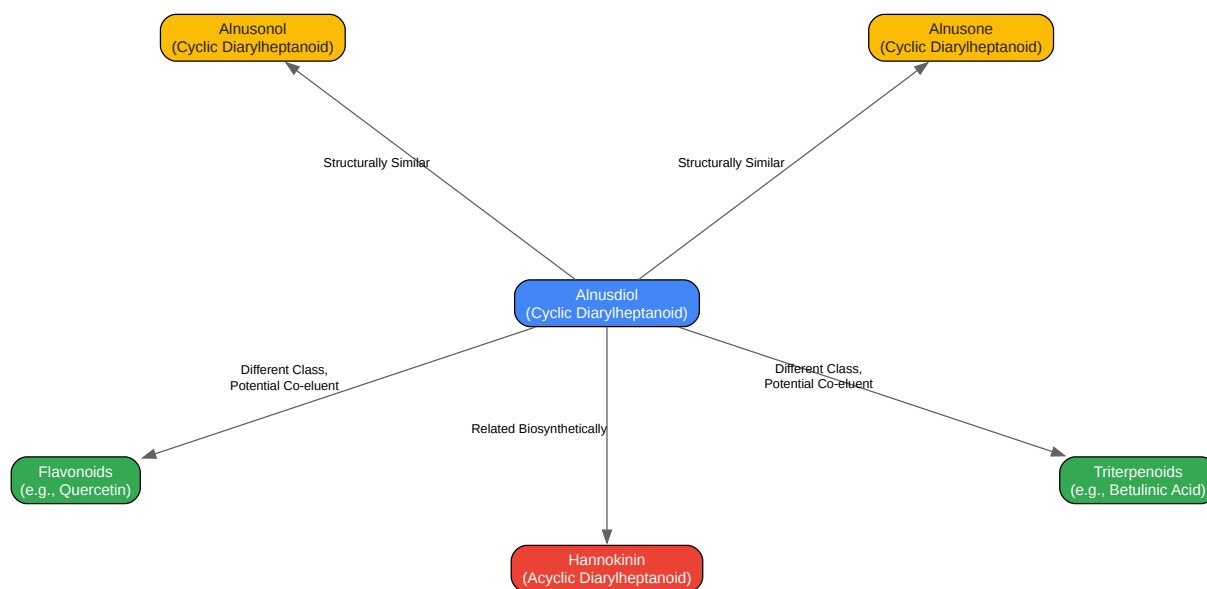 Alnusonol
(Cyclic Diarylheptanoid)
Alnusone
(Cyclic Diarylheptanoid)
Structurally Similar
Structurally Similar
Alnusdiol
(Cyclic Diarylheptanoid)
Different Class,
Potential Co-eluent
Different Class,
Potential Co-eluent
Related Biosynthetically
Flavonoids
(e.g., Quercetin)
Triterpenoids
(e.g., Betulinic Acid)
Hannokinin
(Acyclic Diarylheptanoid)